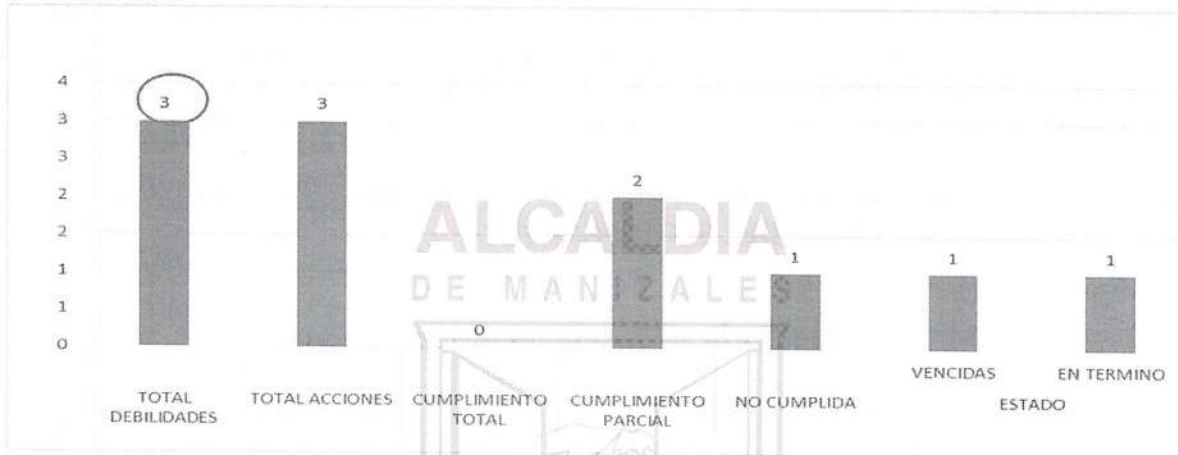 4
3
3
2
2
1
1
0
3
3
0
2
1
1
1
TOTAL
DEBILIDADES
TOTAL ACCIONES
CUMPLIMIENTO
TOTAL
CUMPLIMIENTO
PARCIAL
NO CUMPLIDA
VENCIDAS
EN TERMINO
ESTADO
ALCALDIA
DE MANIZALES